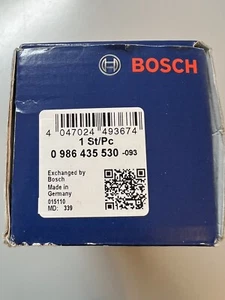 BOSCH
4 047024 493674
1 St/Pc
0 986 435 530 -093
Exchanged by
Bosch
Made in
Germany
015110
MD: 339